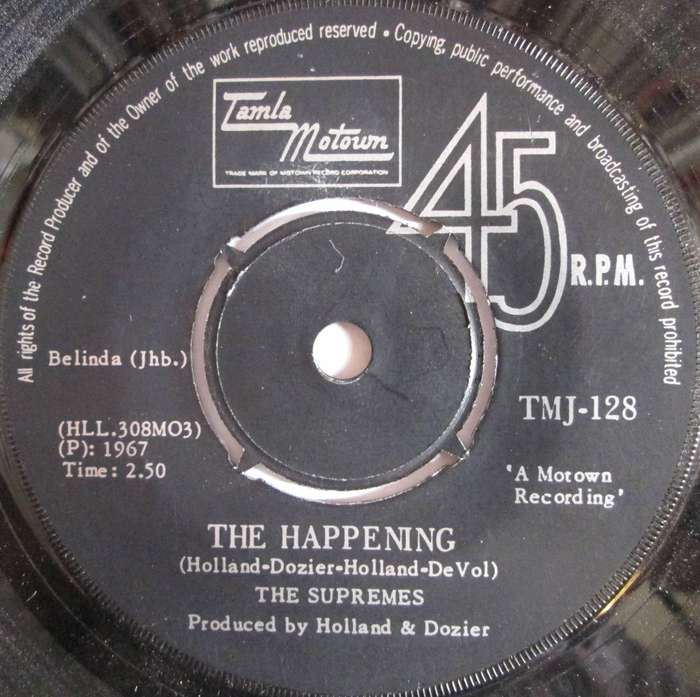 All rights of the Record Producer and of the Owner of the work reproduced reserved • Copying, public performance and broadcasting of this record prohibited
Tamla
Motown
TRADE MARK OF MOTOWN RECORD CORPORATION
45
R.P.M.
Belinda (Jhb.)
TMJ-128
(HLL.308MO3)
(P): 1967
Time: 2.50
'A Motown
Recording'
THE HAPPENING
(Holland-Dozier-Holland-DeVol)
THE SUPREMES
Produced by Holland & Dozier